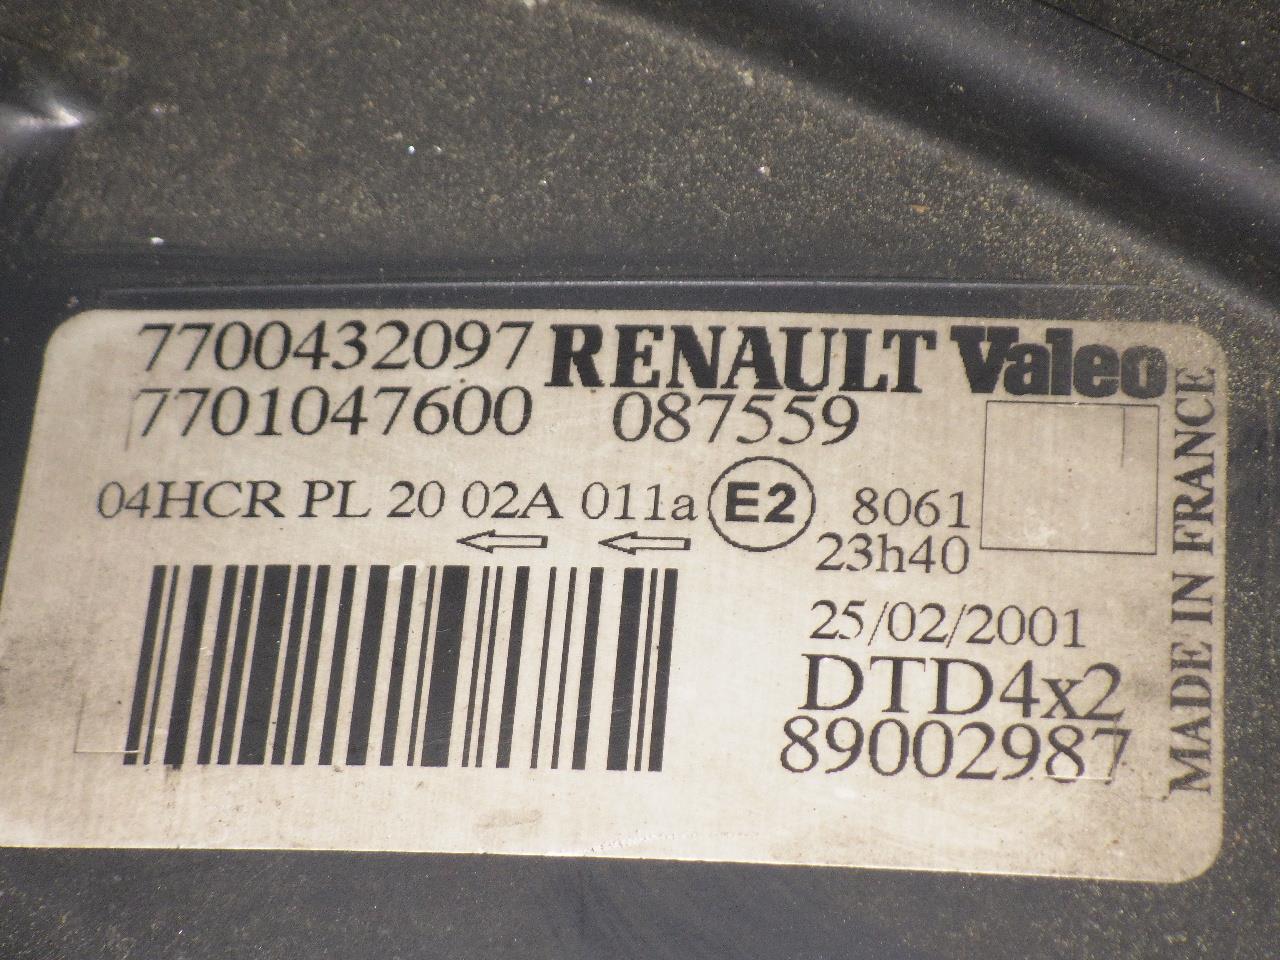 7700432097 RENAULT Valeo
7701047600 087559
04HCR PL 20 02A 011a E2 8061
23h40
25/02/2001
DTD4x2
89002987
MADE IN FRANCE